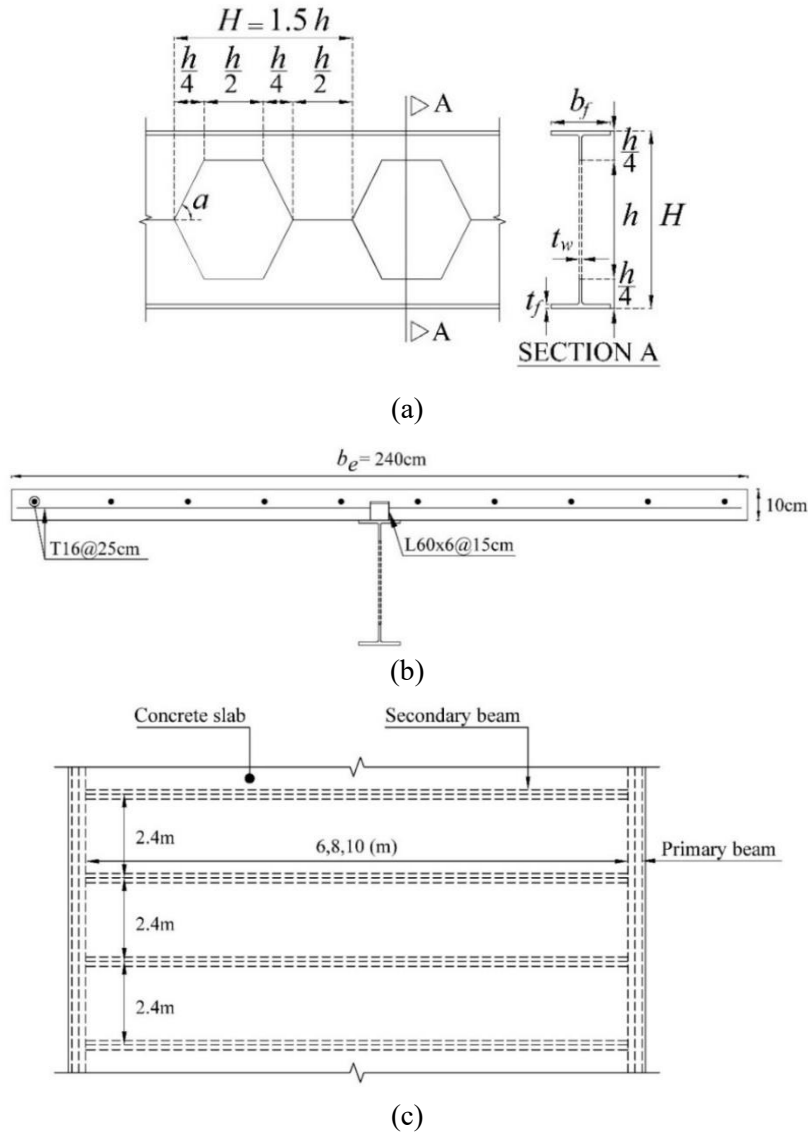 H = 1.5 h
h/4 h/2 h/4 h/2
A
b_f
h/4
a
t_w
h
H
h/4
t_f
A
SECTION A
(a)
b_e = 240cm
10cm
T16@25cm
L60x6@15cm
(b)
Concrete slab
Secondary beam
2.4m
6,8,10 (m)
Primary beam
2.4m
2.4m
(c)